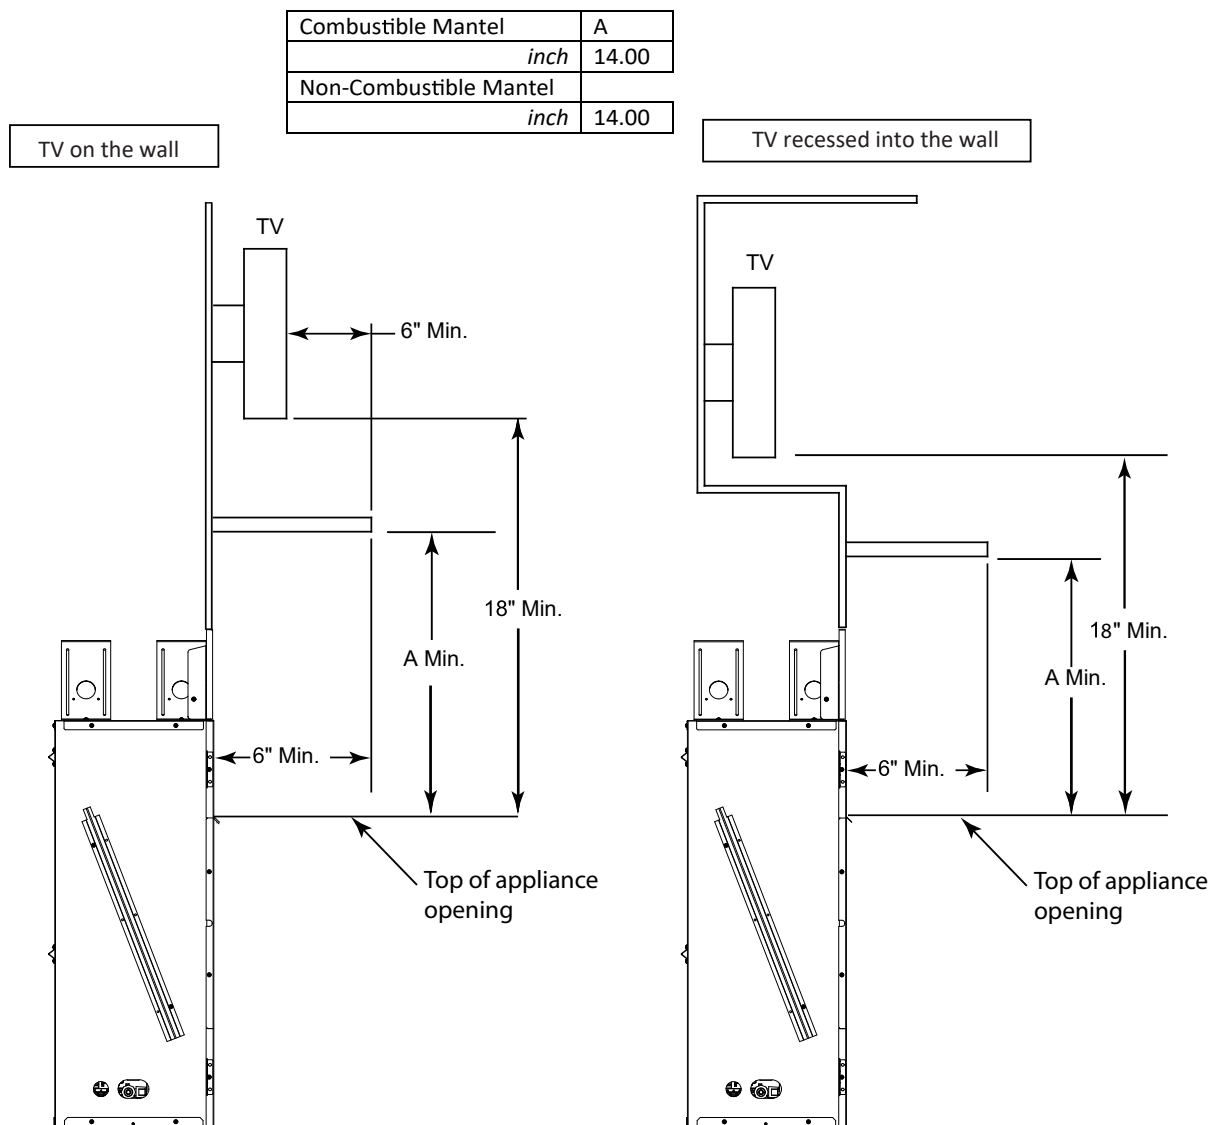 Combustible Mantel A
inch 14.00
Non-Combustible Mantel
inch 14.00
TV on the wall
TV recessed into the wall
TV
6" Min.
18" Min.
A Min.
6" Min.
Top of appliance
opening
TV
18" Min.
A Min.
6" Min.
Top of appliance
opening